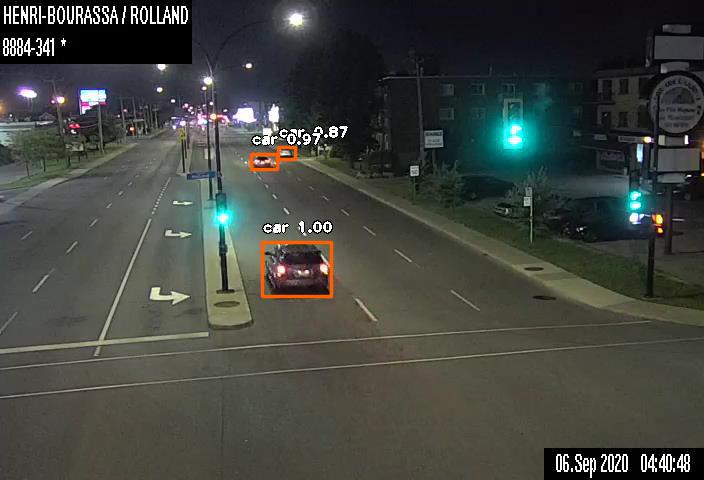 HENRI-BOURASSA / ROLLAND
8884-341 *
car 0.87
car 0.97
car 1.00
06.Sep 2020 04:40:48